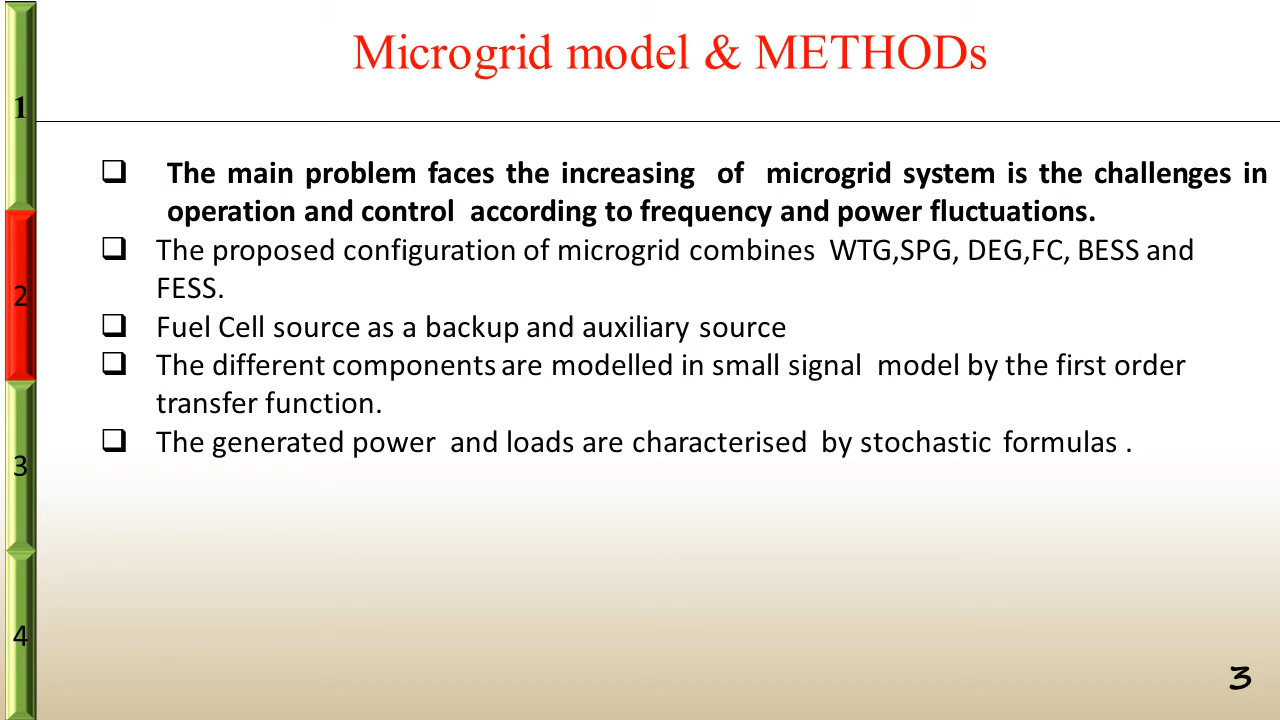 Microgrid model & METHODs
1
The main problem faces the increasing of microgrid system is the challenges in
operation and control according to frequency and power fluctuations.
The proposed configuration of microgrid combines WTG,SPG, DEG,FC, BESS and
2
FESS.
Fuel Cell source as a backup and auxiliary source
The different components are modelled in small signal model by the first order
transfer function.
The generated power and loads are characterised by stochastic formulas .
3
4
3